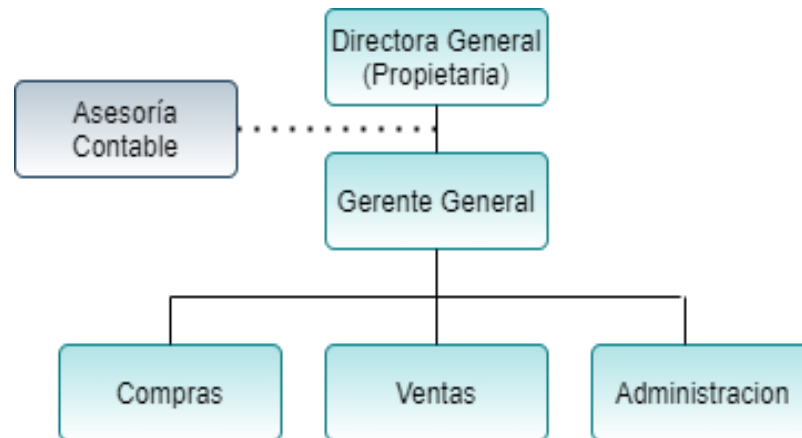 Directora General
(Propietaria)
Asesoría
Contable
Gerente General
Compras
Ventas
Administracion